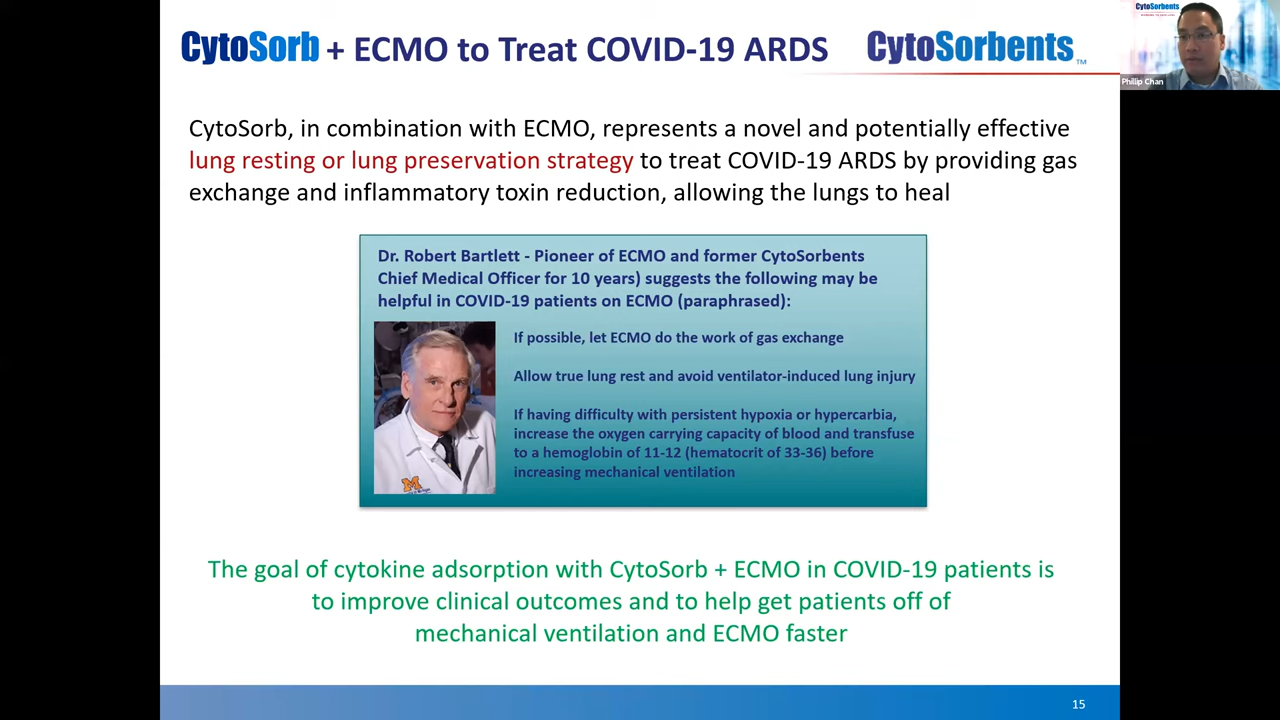 CytoSorb + ECMO to Treat COVID-19 ARDS
CytoSorbents™
CytoSorb, in combination with ECMO, represents a novel and potentially effective
lung resting or lung preservation strategy to treat COVID-19 ARDS by providing gas
exchange and inflammatory toxin reduction, allowing the lungs to heal
Dr. Robert Bartlett - Pioneer of ECMO and former CytoSorbents
Chief Medical Officer for 10 years) suggests the following may be
helpful in COVID-19 patients on ECMO (paraphrased):
If possible, let ECMO do the work of gas exchange
Allow true lung rest and avoid ventilator-induced lung injury
If having difficulty with persistent hypoxia or hypercarbia,
increase the oxygen carrying capacity of blood and transfuse
to a hemoglobin of 11-12 (hematocrit of 33-36) before
increasing mechanical ventilation
M
The goal of cytokine adsorption with CytoSorb + ECMO in COVID-19 patients is
to improve clinical outcomes and to help get patients off of
mechanical ventilation and ECMO faster
15
CytoSorbents
Philip Chan